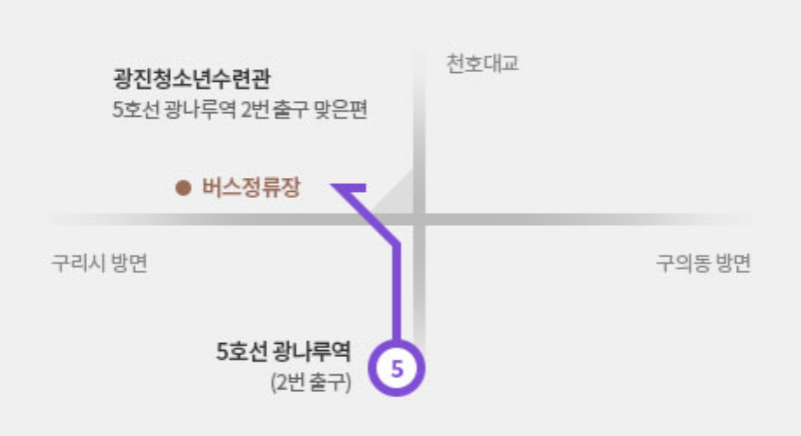 천호대교
광진청소년수련관
5호선 광나루역 2번 출구 맞은편
버스정류장
구리시 방면
구의동 방면
5호선 광나루역
(2번 출구)
5